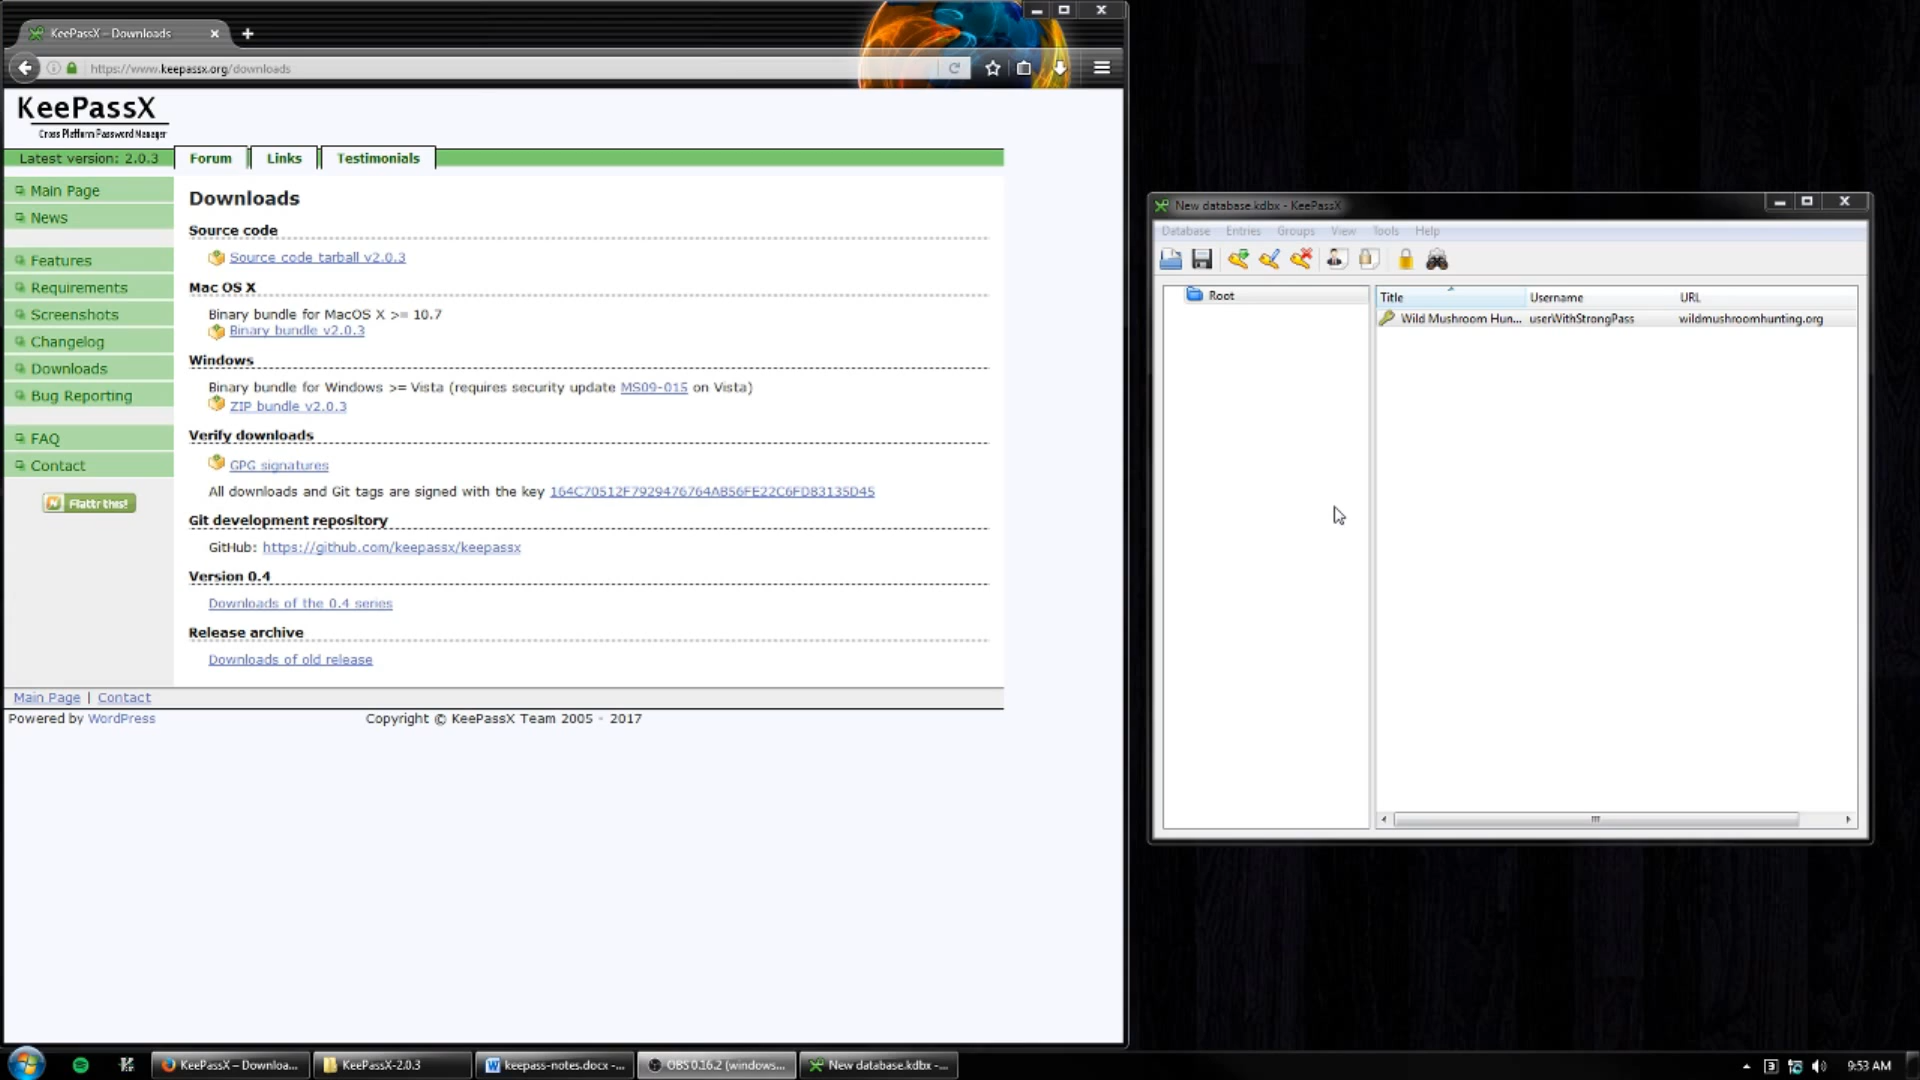 KeePassX – Downloads
https://www.keepassx.org/downloads
KeePassX
Cross Platform Password Manager
Latest version: 2.0.3
Forum
Links
Testimonials
Main Page
News
Features
Requirements
Screenshots
Changelog
Downloads
Bug Reporting
FAQ
Contact
Flattr this!
Downloads
Source code
Source code tarball v2.0.3
Mac OS X
Binary bundle for MacOS X >= 10.7
Binary bundle v2.0.3
Windows
Binary bundle for Windows >= Vista (requires security update MS09-015 on Vista)
ZIP bundle v2.0.3
Verify downloads
GPG signatures
All downloads and Git tags are signed with the key 164C70512F7929476764AB56FE22C6FD83135D45
Git development repository
GitHub: https://github.com/keepassx/keepassx
Version 0.4
Downloads of the 0.4 series
Release archive
Downloads of old release
Main Page | Contact
Powered by WordPress
Copyright © KeePassX Team 2005 - 2017
New database.kdbx - KeePassX
Database Entries Groups View Tools Help
Root
Title Username URL
Wild Mushroom Hun... userWithStrongPass wildmushroomhunting.org
KeePassX – Downloa...
KeePassX-2.0.3
keepass-notes.docx -...
OBS 0.16.2 (windows...
New database.kdbx -...
9:53 AM